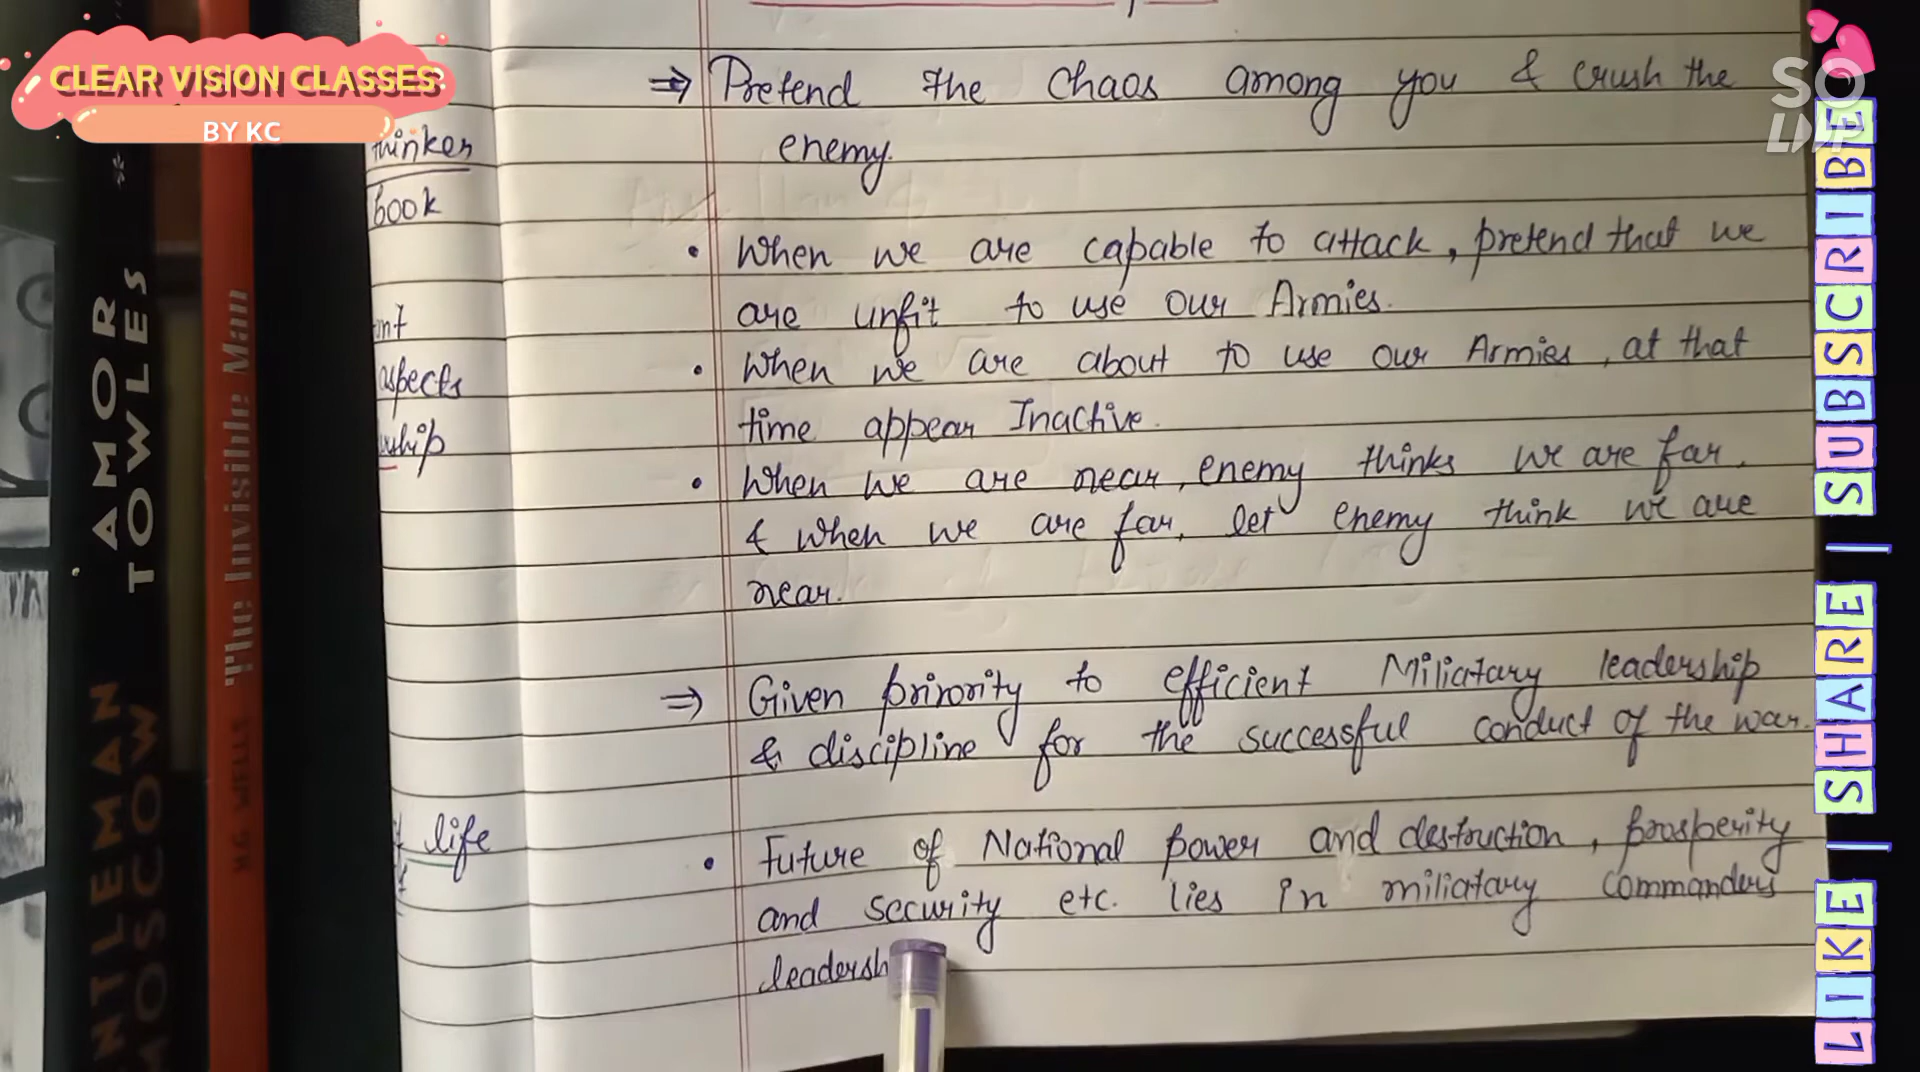 CLEAR VISION CLASSES
BY KC
SO
LIKE | SHARE | SUBSCRIBE
AMOR
TOWLES
The Invisible Man
H.G. WELLS
thinker
book
aspects
life
⇒ Pretend the Chaos among you & crush the
enemy.
• When we are capable to attack, pretend that we
are unfit to use our Armies.
• When we are about to use our Armies, at that
time appear Inactive.
• When we are near, enemy thinks we are far.
& when we are far, let enemy think we are
near.
⇒ Given prirority to efficient Miliatary leadership
& discipline for the successful conduct of the war.
• Future of National power and destruction, prosperity
and security etc. lies in miliatary commanders
leadersh